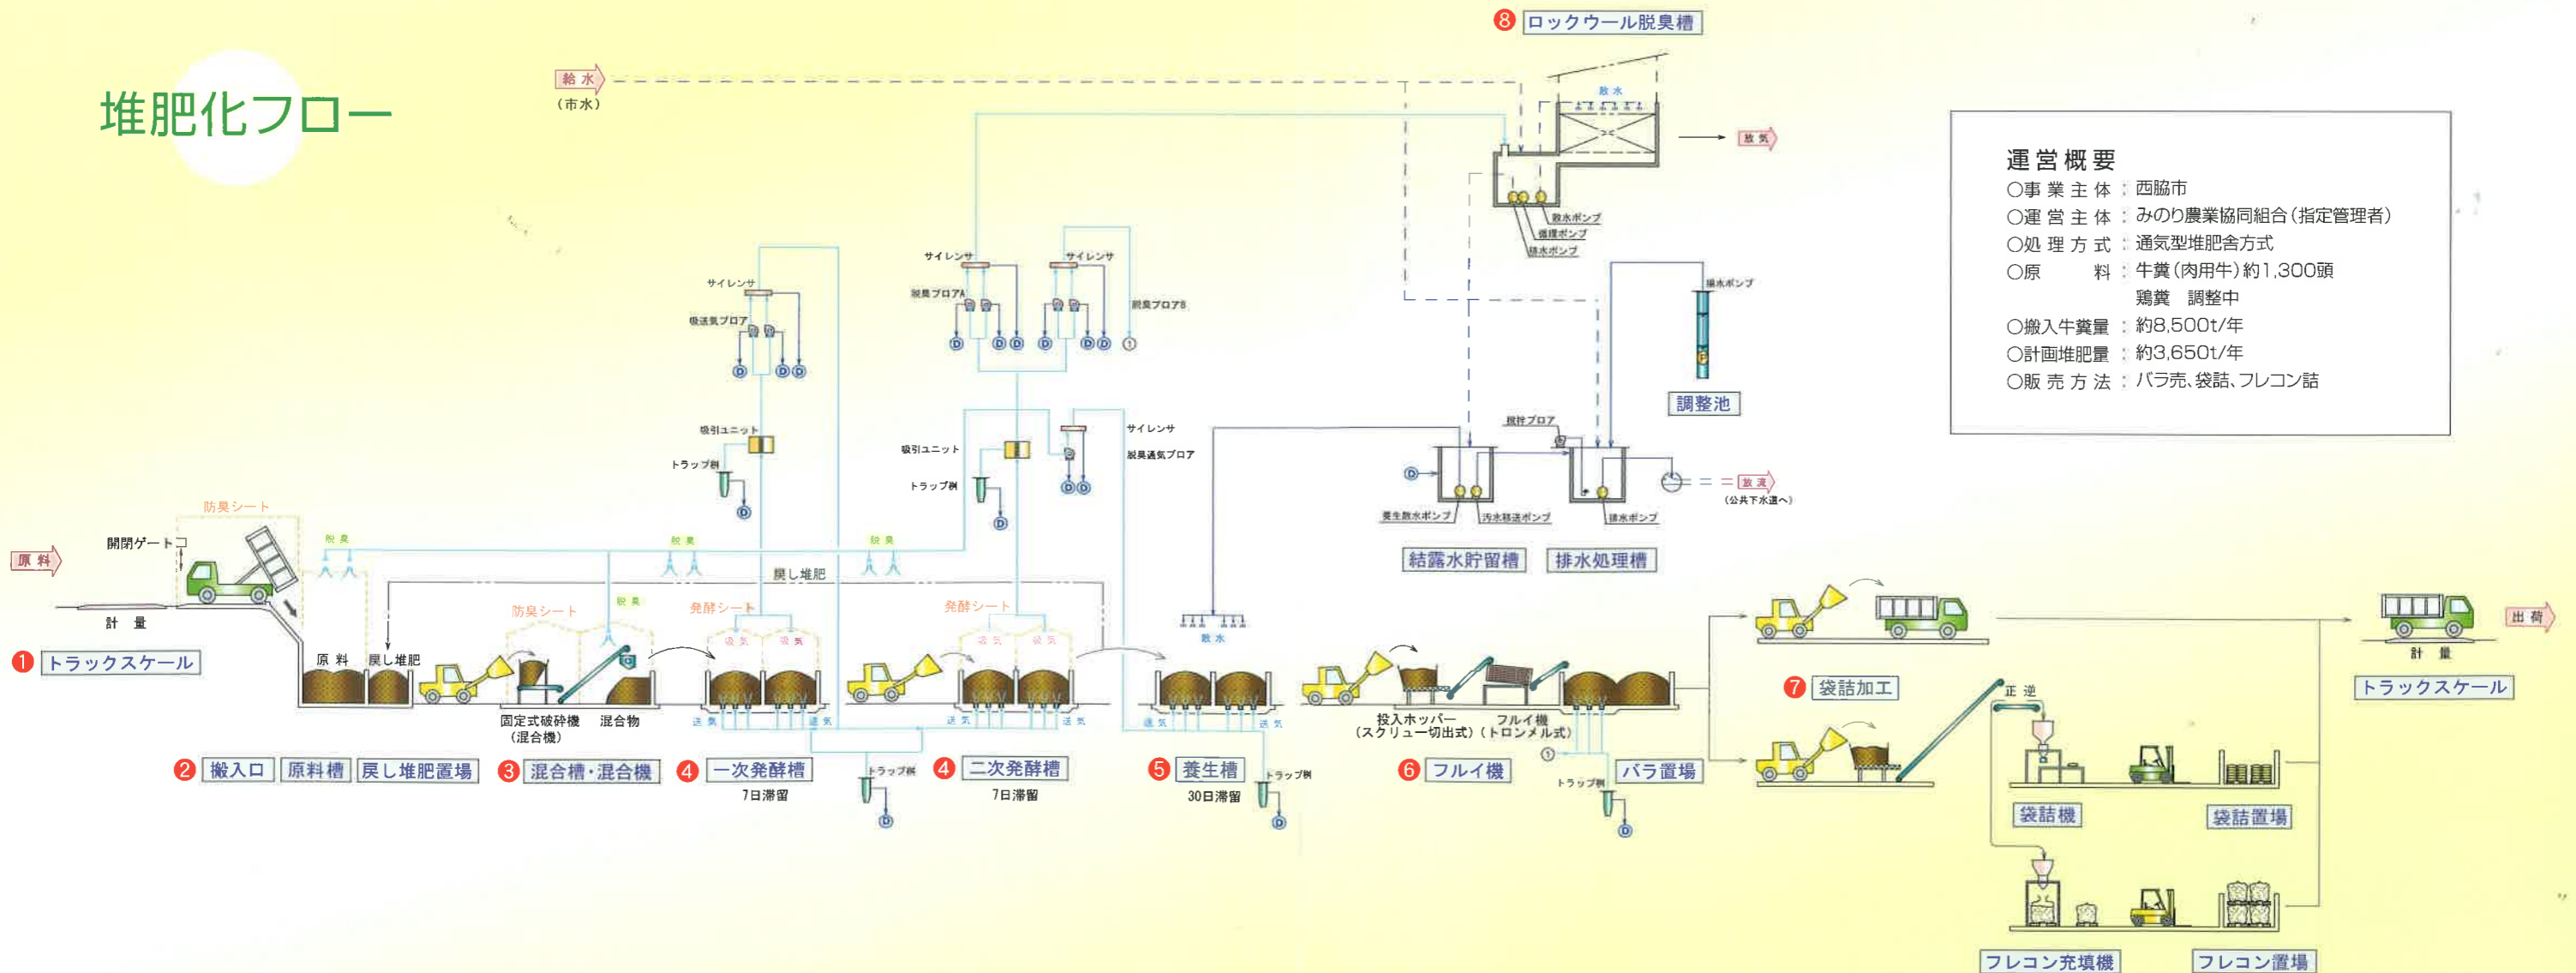 堆肥化フロー
給水
(市水)
❽ ロックウール脱臭槽
散水
放気
散水ポンプ
循環ポンプ
排水ポンプ
運営概要
○事業主体：西脇市
○運営主体：みのり農業協同組合(指定管理者)
○処理方式：通気型堆肥舎方式
○原　　料：牛糞(肉用牛)約1,300頭
鶏糞　調整中
○搬入牛糞量：約8,500t/年
○計画堆肥量：約3,650t/年
○販売方法：バラ売、袋詰、フレコン詰
サイレンサ
吸送気ブロア
D
D
D
吸引ユニット
トラップ桝
D
サイレンサ
脱臭ブロアA
D
D
D
サイレンサ
脱臭ブロアB
D
D
D
①
吸引ユニット
トラップ桝
D
サイレンサ
脱臭通気ブロア
D
D
揚水ポンプ
P
調整池
撹拌ブロア
D
養生散水ポンプ
汚水移送ポンプ
排水ポンプ
放流
(公共下水道へ)
結露水貯留槽
排水処理槽
原料
防臭シート
開閉ゲート
計量
❶ トラックスケール
脱臭
脱臭
脱臭
戻し堆肥
原料
戻し堆肥
防臭シート
脱臭
固定式破砕機
(混合機)
混合物
発酵シート
吸気
吸気
送気
送気
発酵シート
吸気
吸気
送気
送気
散水
送気
送気
投入ホッパー
(スクリュー切出式)
フルイ機
(トロンメル式)
①
トラップ桝
D
❷ 搬入口
原料槽
戻し堆肥置場
❸ 混合槽・混合機
❹ 一次発酵槽
7日滞留
トラップ桝
D
❹ 二次発酵槽
7日滞留
❺ 養生槽
30日滞留
トラップ桝
D
❻ フルイ機
バラ置場
❼ 袋詰加工
正逆
袋詰機
袋詰置場
フレコン充填機
フレコン置場
計量
トラックスケール
出荷